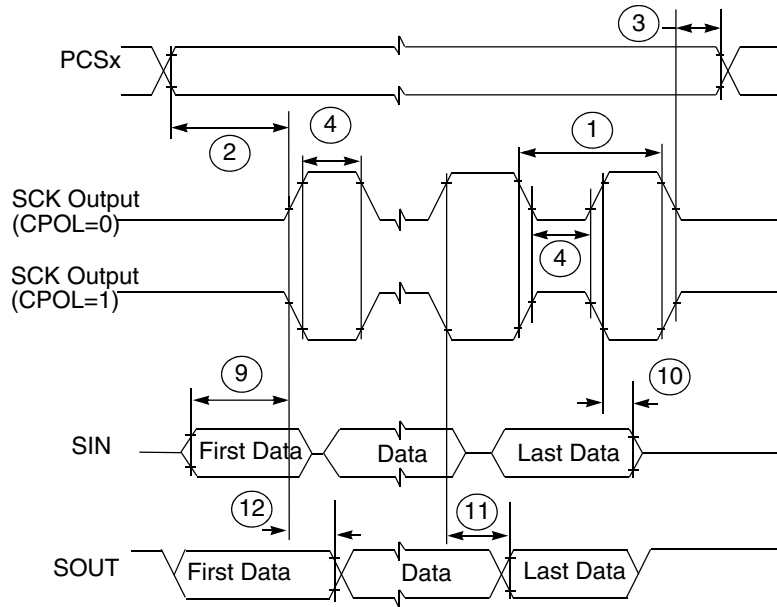 3
PCSx
2
4
1
SCK Output
(CPOL=0)
4
SCK Output
(CPOL=1)
9
10
SIN
First Data
Data
Last Data
12
11
SOUT
First Data
Data
Last Data